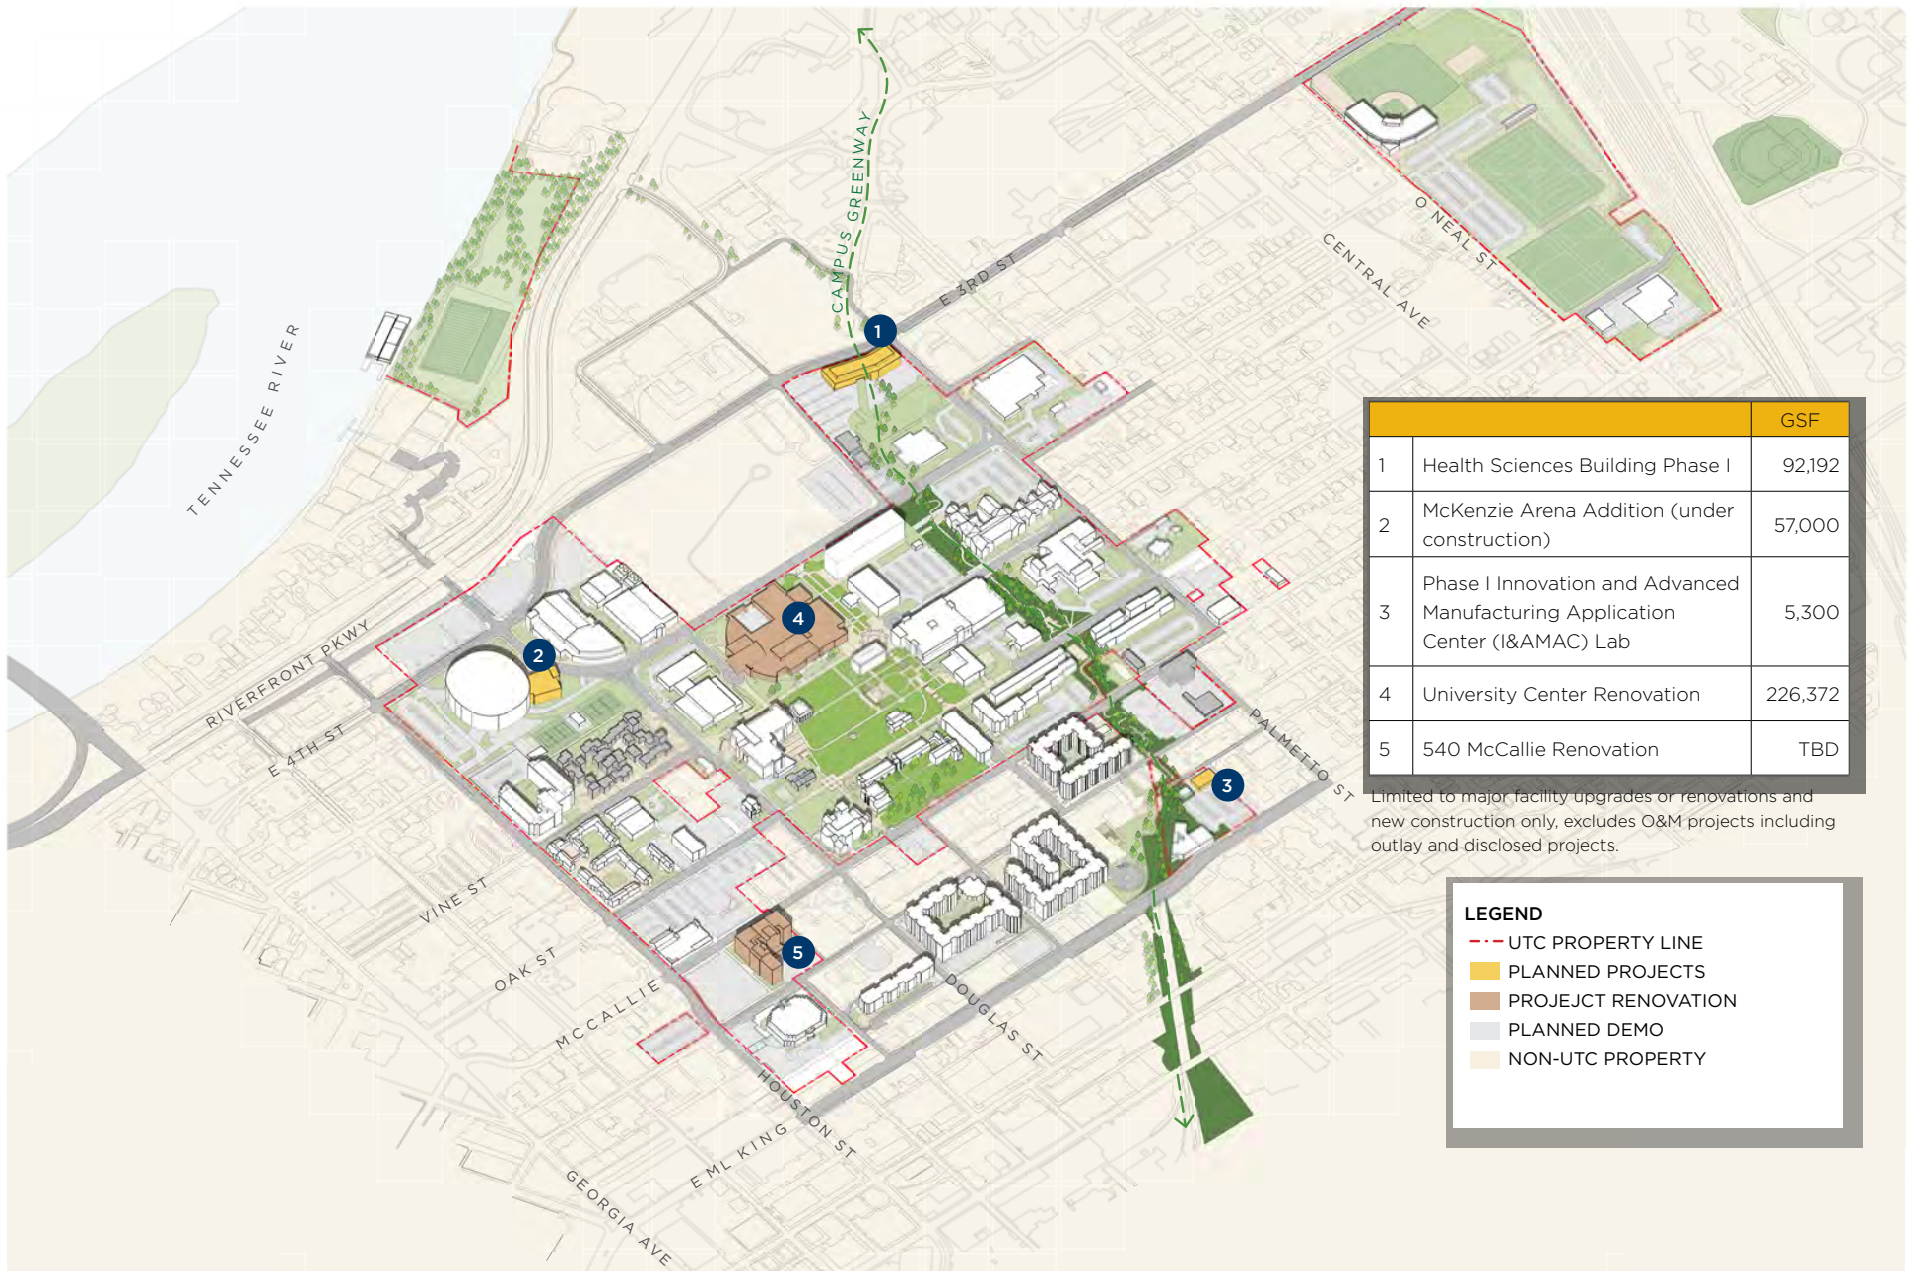 CAMPUS GREENWAY
E 3RD ST
O NEAL ST
CENTRAL AVE
TENNESSEE RIVER
1
2
3
4
5
RIVERFRONT PKWY
E 4TH ST
PALMETTO ST
VINE ST
OAK ST
MCCALLIE
DOUGLAS ST
HOUSTON ST
E ML KING
GEORGIA AVE
GSF
1 Health Sciences Building Phase I 92,192
2 McKenzie Arena Addition (under
construction) 57,000
3 Phase I Innovation and Advanced
Manufacturing Application
Center (I&AMAC) Lab 5,300
4 University Center Renovation 226,372
5 540 McCallie Renovation TBD
Limited to major facility upgrades or renovations and
new construction only, excludes O&M projects including
outlay and disclosed projects.
LEGEND
UTC PROPERTY LINE
PLANNED PROJECTS
PROJEJCT RENOVATION
PLANNED DEMO
NON-UTC PROPERTY